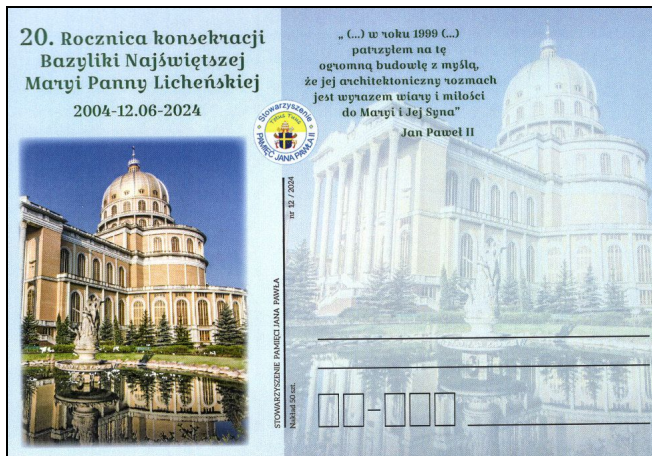 20. Rocznica konsekracji
Bazyliki Najświętszej
Maryi Panny Licheńskiej
2004-12.06-2024
„ (...) w roku 1999 (...)
patrzyłem na tę
ogromną budowlę z myślą,
że jej architektoniczny rozmach
jest wyrazem wiary i miłości
do Maryi i Jej Syna”
Jan Paweł II
Stowarzyszenie
Totus Tuus
PAMIĘĆ JANA PAWŁA II
nr 12 / 2024
STOWARZYSZENIE PAMIĘCI JANA PAWŁA
Nakład 50 szt.